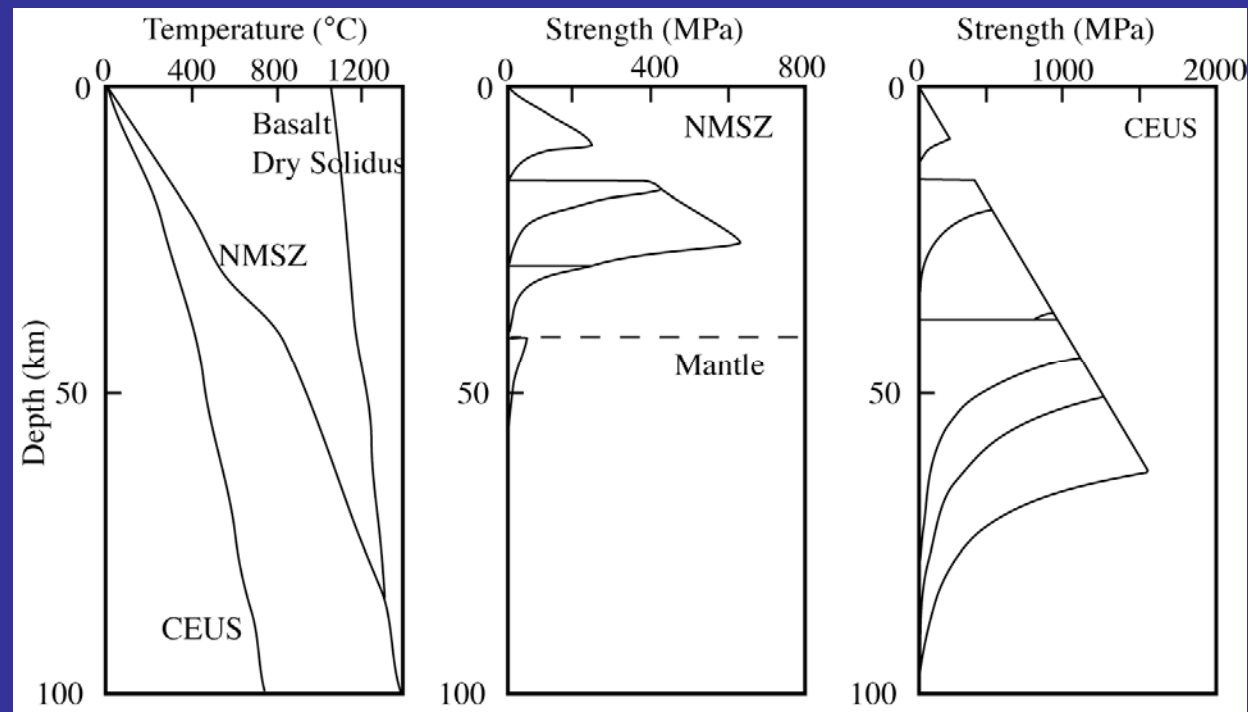 Temperature (°C)
0 400 800 1200
0
Basalt
Dry Solidus
NMSZ
CEUS
Depth (km)
50
100
Strength (MPa)
0 400 800
0
NMSZ
Mantle
50
100
Strength (MPa)
0 1000 2000
0
CEUS
50
100